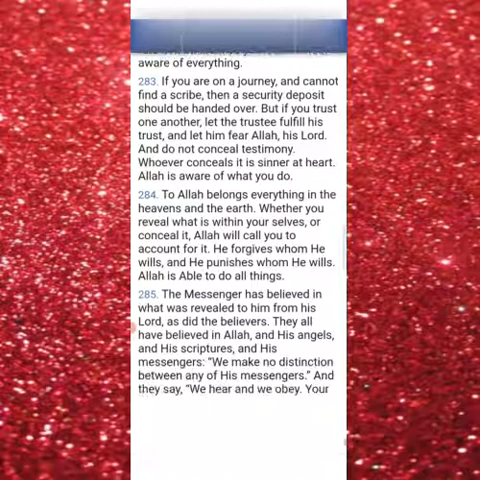 aware of everything.
283. If you are on a journey, and cannot
find a scribe, then a security deposit
should be handed over. But if you trust
one another, let the trustee fulfill his
trust, and let him fear Allah, his Lord.
And do not conceal testimony.
Whoever conceals it is sinner at heart.
Allah is aware of what you do.
284. To Allah belongs everything in the
heavens and the earth. Whether you
reveal what is within your selves, or
conceal it, Allah will call you to
account for it. He forgives whom He
wills, and He punishes whom He wills.
Allah is Able to do all things.
285. The Messenger has believed in
what was revealed to him from his
Lord, as did the believers. They all
have believed in Allah, and His angels,
and His scriptures, and His
messengers: “We make no distinction
between any of His messengers.” And
they say, “We hear and we obey. Your